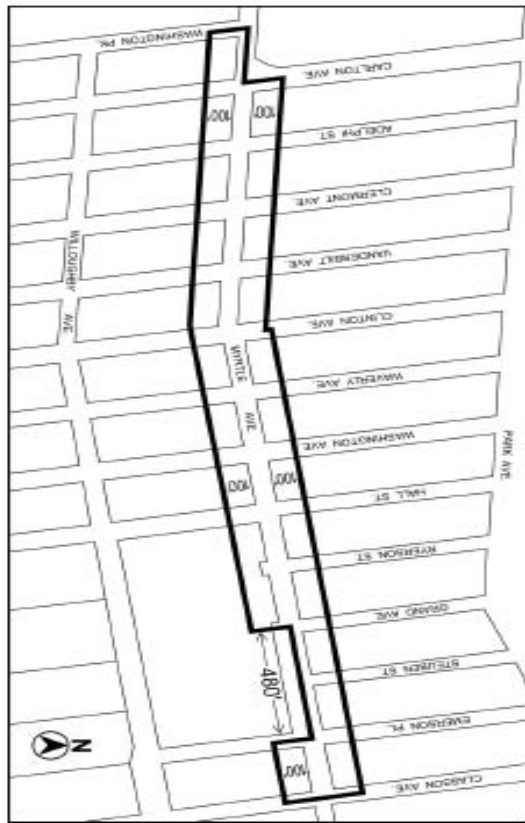 WASHINGTON PK.
CARLTON AVE.
100'
100'
ADELPHI ST
CLERMONT AVE.
VANDERBILT AVE.
WILLOUGHBY
AVE
CLINTON AVE.
MYRTLE
AVE.
WAVERLY AVE.
WASHINGTON AVE.
PARK AVE.
100'
100'
HALL ST.
RYERSON ST
GRAND AVE.
480'
STEUBEN ST
EMERSON PL
N
100'
CLASSON AVE.